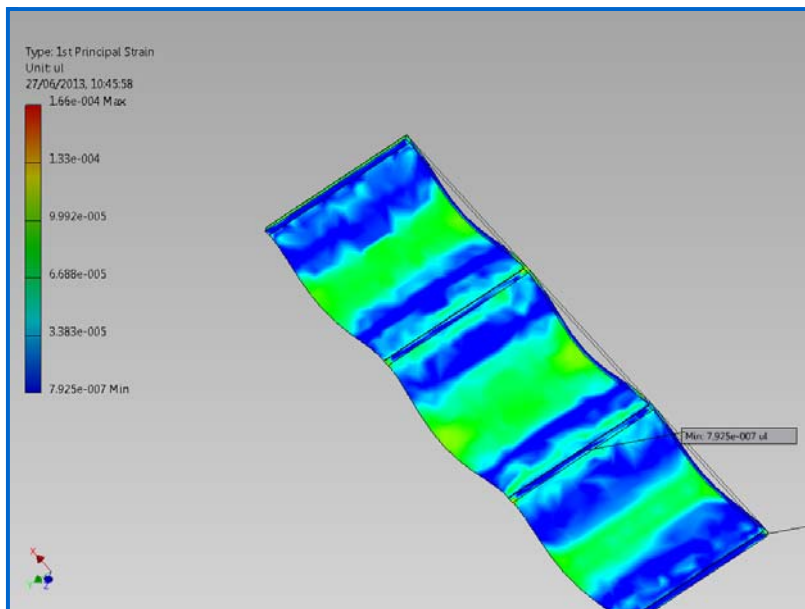 Type: 1st Principal Strain
Unit: ul
27/06/2013, 10:45:58
1.66e-004 Max
1.33e-004
9.992e-005
6.688e-005
3.383e-005
7.925e-007 Min
Min: 7.925e-007 ul
X
Y
Z